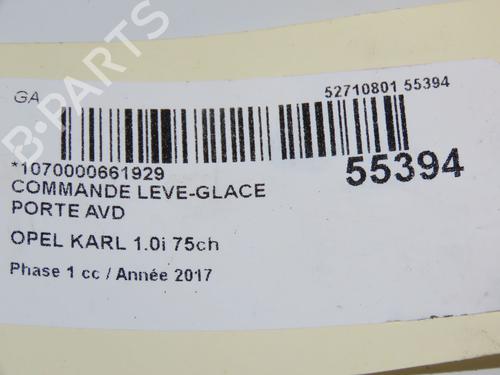 GA
52710801 55394
*1070000661929
55394
COMMANDE LEVE-GLACE
PORTE AVD
OPEL KARL 1.0i 75ch
Phase 1 cc / Année 2017
B-PARTS